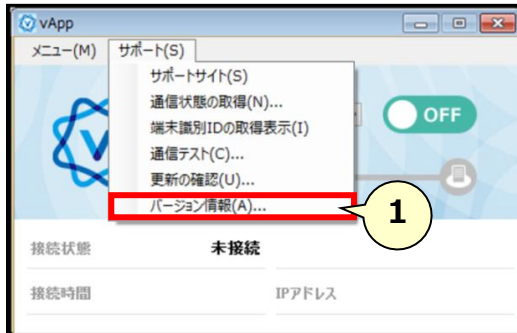 vApp
メニュー(M) サポート(S)
サポートサイト(S)
通信状態の取得(N)...
端末識別IDの取得表示(I)
通信テスト(C)...
更新の確認(U)...
バージョン情報(A)...
OFF
1
接続状態 未接続
接続時間 IPアドレス